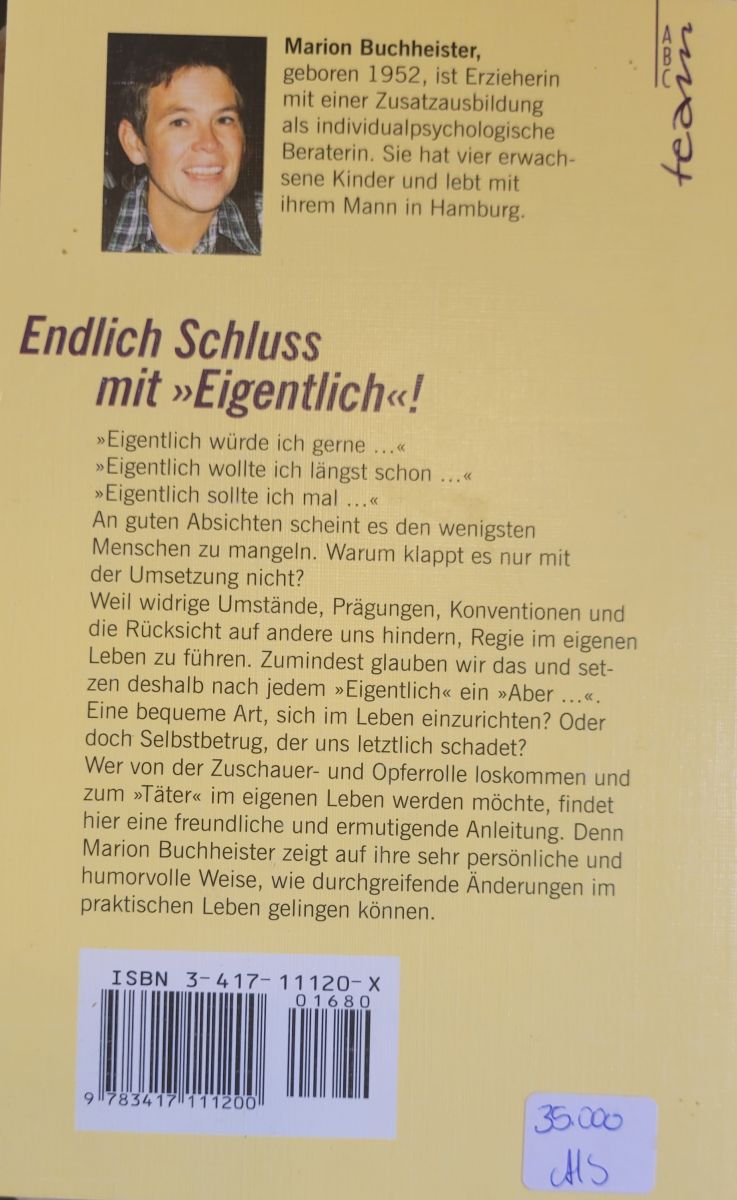 Marion Buchheister,
geboren 1952, ist Erzieherin
mit einer Zusatzausbildung
als individualpsychologische
Beraterin. Sie hat vier erwach-
sene Kinder und lebt mit
ihrem Mann in Hamburg.
ABC
team
Endlich Schluss
mit »Eigentlich«!
»Eigentlich würde ich gerne ...«
»Eigentlich wollte ich längst schon ...«
»Eigentlich sollte ich mal ...«
An guten Absichten scheint es den wenigsten
Menschen zu mangeln. Warum klappt es nur mit
der Umsetzung nicht?
Weil widrige Umstände, Prägungen, Konventionen und
die Rücksicht auf andere uns hindern, Regie im eigenen
Leben zu führen. Zumindest glauben wir das und set-
zen deshalb nach jedem »Eigentlich« ein »Aber ...«.
Eine bequeme Art, sich im Leben einzurichten? Oder
doch Selbstbetrug, der uns letztlich schadet?
Wer von der Zuschauer- und Opferrolle loskommen und
zum »Täter« im eigenen Leben werden möchte, findet
hier eine freundliche und ermutigende Anleitung. Denn
Marion Buchheister zeigt auf ihre sehr persönliche und
humorvolle Weise, wie durchgreifende Änderungen im
praktischen Leben gelingen können.
ISBN 3-417-11120-X
01680
9 783417 111200
35.000